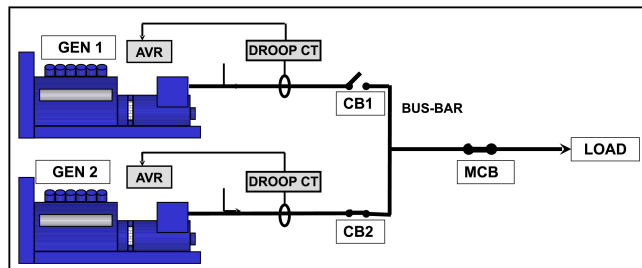 GEN 1
AVR
DROOP CT
CB1
BUS-BAR
LOAD
MCB
GEN 2
AVR
DROOP CT
CB2